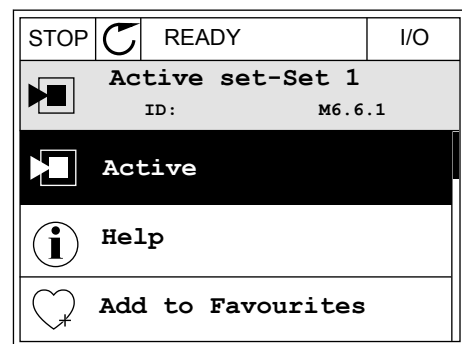 STOP READY I/O
Active set-Set 1
ID: M6.6.1
Active
Help
Add to Favourites